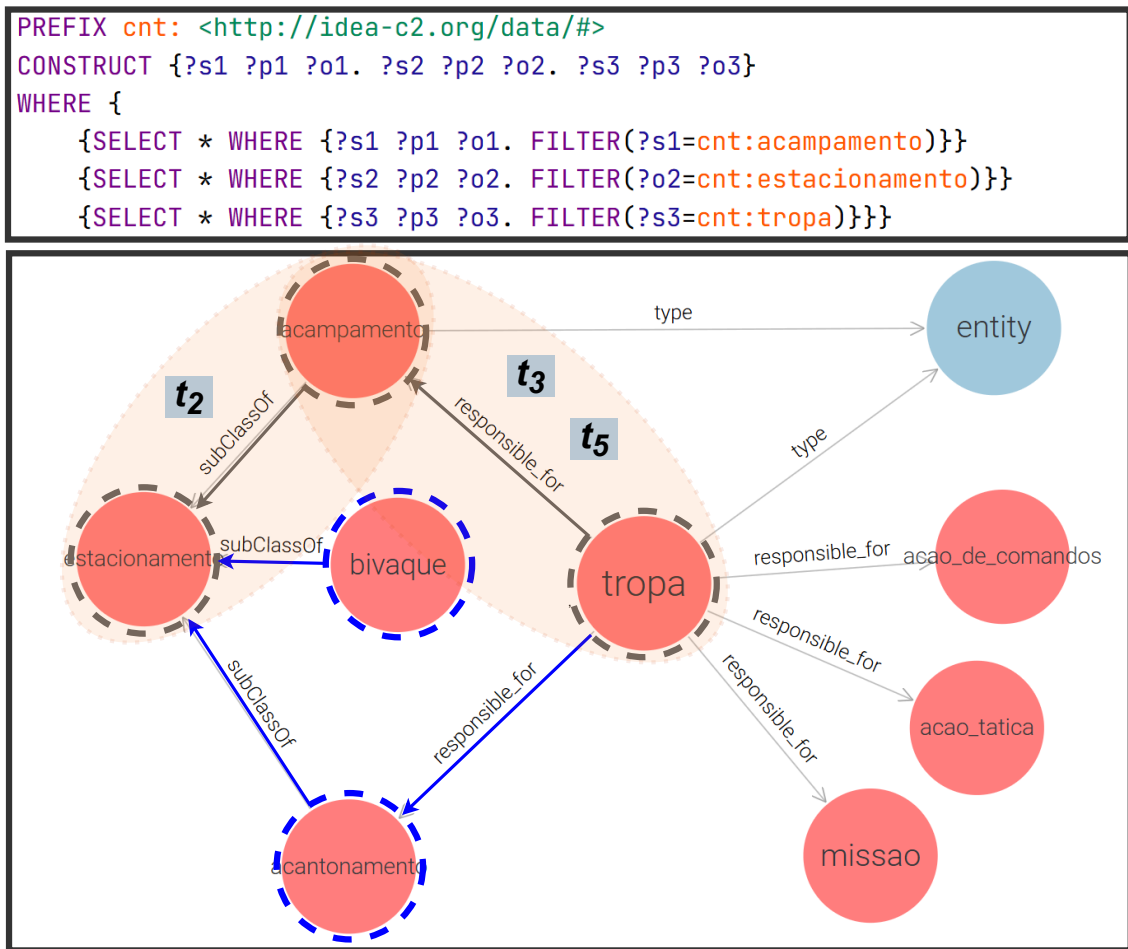 PREFIX cnt: <http://idea-c2.org/data/#>
CONSTRUCT {?s1 ?p1 ?o1. ?s2 ?p2 ?o2. ?s3 ?p3 ?o3}
WHERE {
{SELECT * WHERE {?s1 ?p1 ?o1. FILTER(?s1=cnt:acampamento)}}
{SELECT * WHERE {?s2 ?p2 ?o2. FILTER(?o2=cnt:estacionamento)}}
{SELECT * WHERE {?s3 ?p3 ?o3. FILTER(?s3=cnt:tropa)}}}
acampamento
type
entity
t2
t3
subClassOf
responsible_for
t5
type
estacionamento
subClassOf
bivaque
tropa
responsible_for
acao_de_comandos
responsible_for
subClassOf
responsible_for
responsible_for
acao_tatica
acantonamento
missao